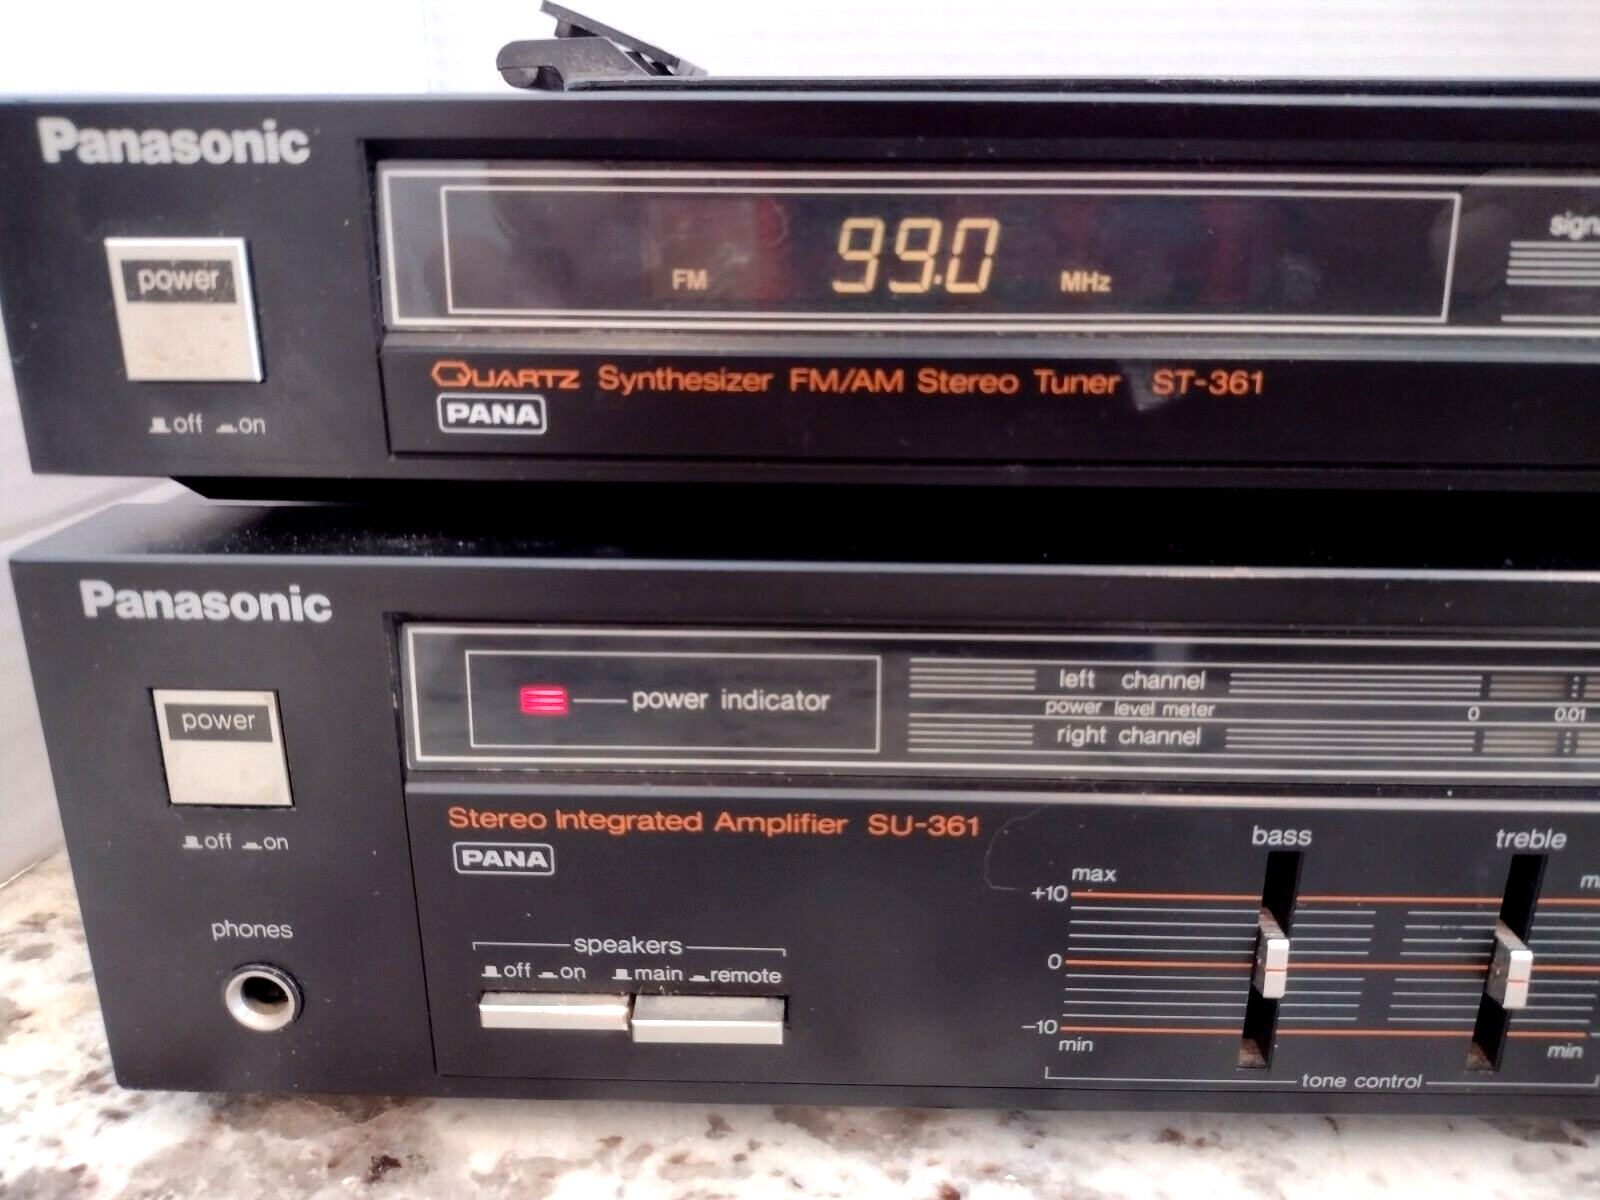 Panasonic
power
off on
FM 99.0 MHz
QUARTZ Synthesizer FM/AM Stereo Tuner ST-361
PANA
Panasonic
power
off on
phones
power indicator
left channel
power level meter 0 0.01
right channel
Stereo Integrated Amplifier SU-361
PANA
speakers
off on main remote
bass treble
max
+10
0
-10
min min
tone control